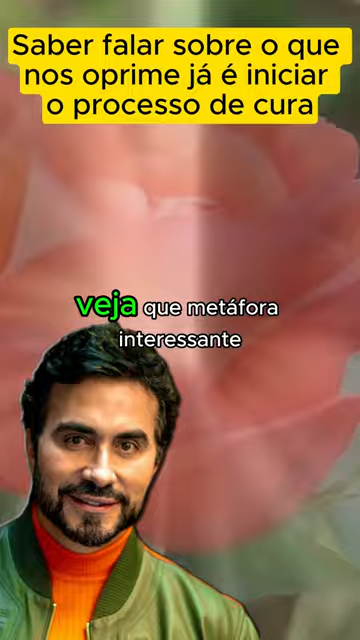 Saber falar sobre o que
nos oprime já é iniciar
o processo de cura
veja que metáfora
interessante